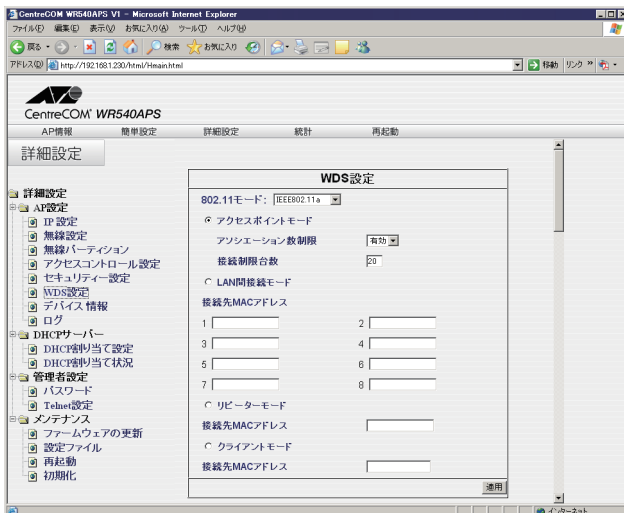 CentreCOM WR540APS V1 - Microsoft Internet Explorer
ファイル(F) 編集(E) 表示(V) お気に入り(A) ツール(T) ヘルプ(H)
戻る 検索 お気に入り
アドレス(D) http://192.168.1.230/html/Hmain.html 移動 リンク »
CentreCOM WR540APS
AP情報 簡単設定 詳細設定 統計 再起動
詳細設定
WDS設定
詳細設定
AP設定
IP 設定
無線設定
無線バーティション
アクセスコントロール設定
セキュリティー設定
WDS設定
デバイス情報
ログ
DHCPサーバー
DHCP割り当て設定
DHCP割り当て状況
管理者設定
パスワード
Telnet設定
メンテナンス
ファームウェアの更新
設定ファイル
再起動
初期化
802.11モード: IEEE802.11a
アクセスポイントモード
アソシエーション数制限 有効
接続制限台数 20
LAN間接続モード
接続先MACアドレス
1 2
3 4
5 6
7 8
リピーターモード
接続先MACアドレス
クライアントモード
接続先MACアドレス
適用
インターネット